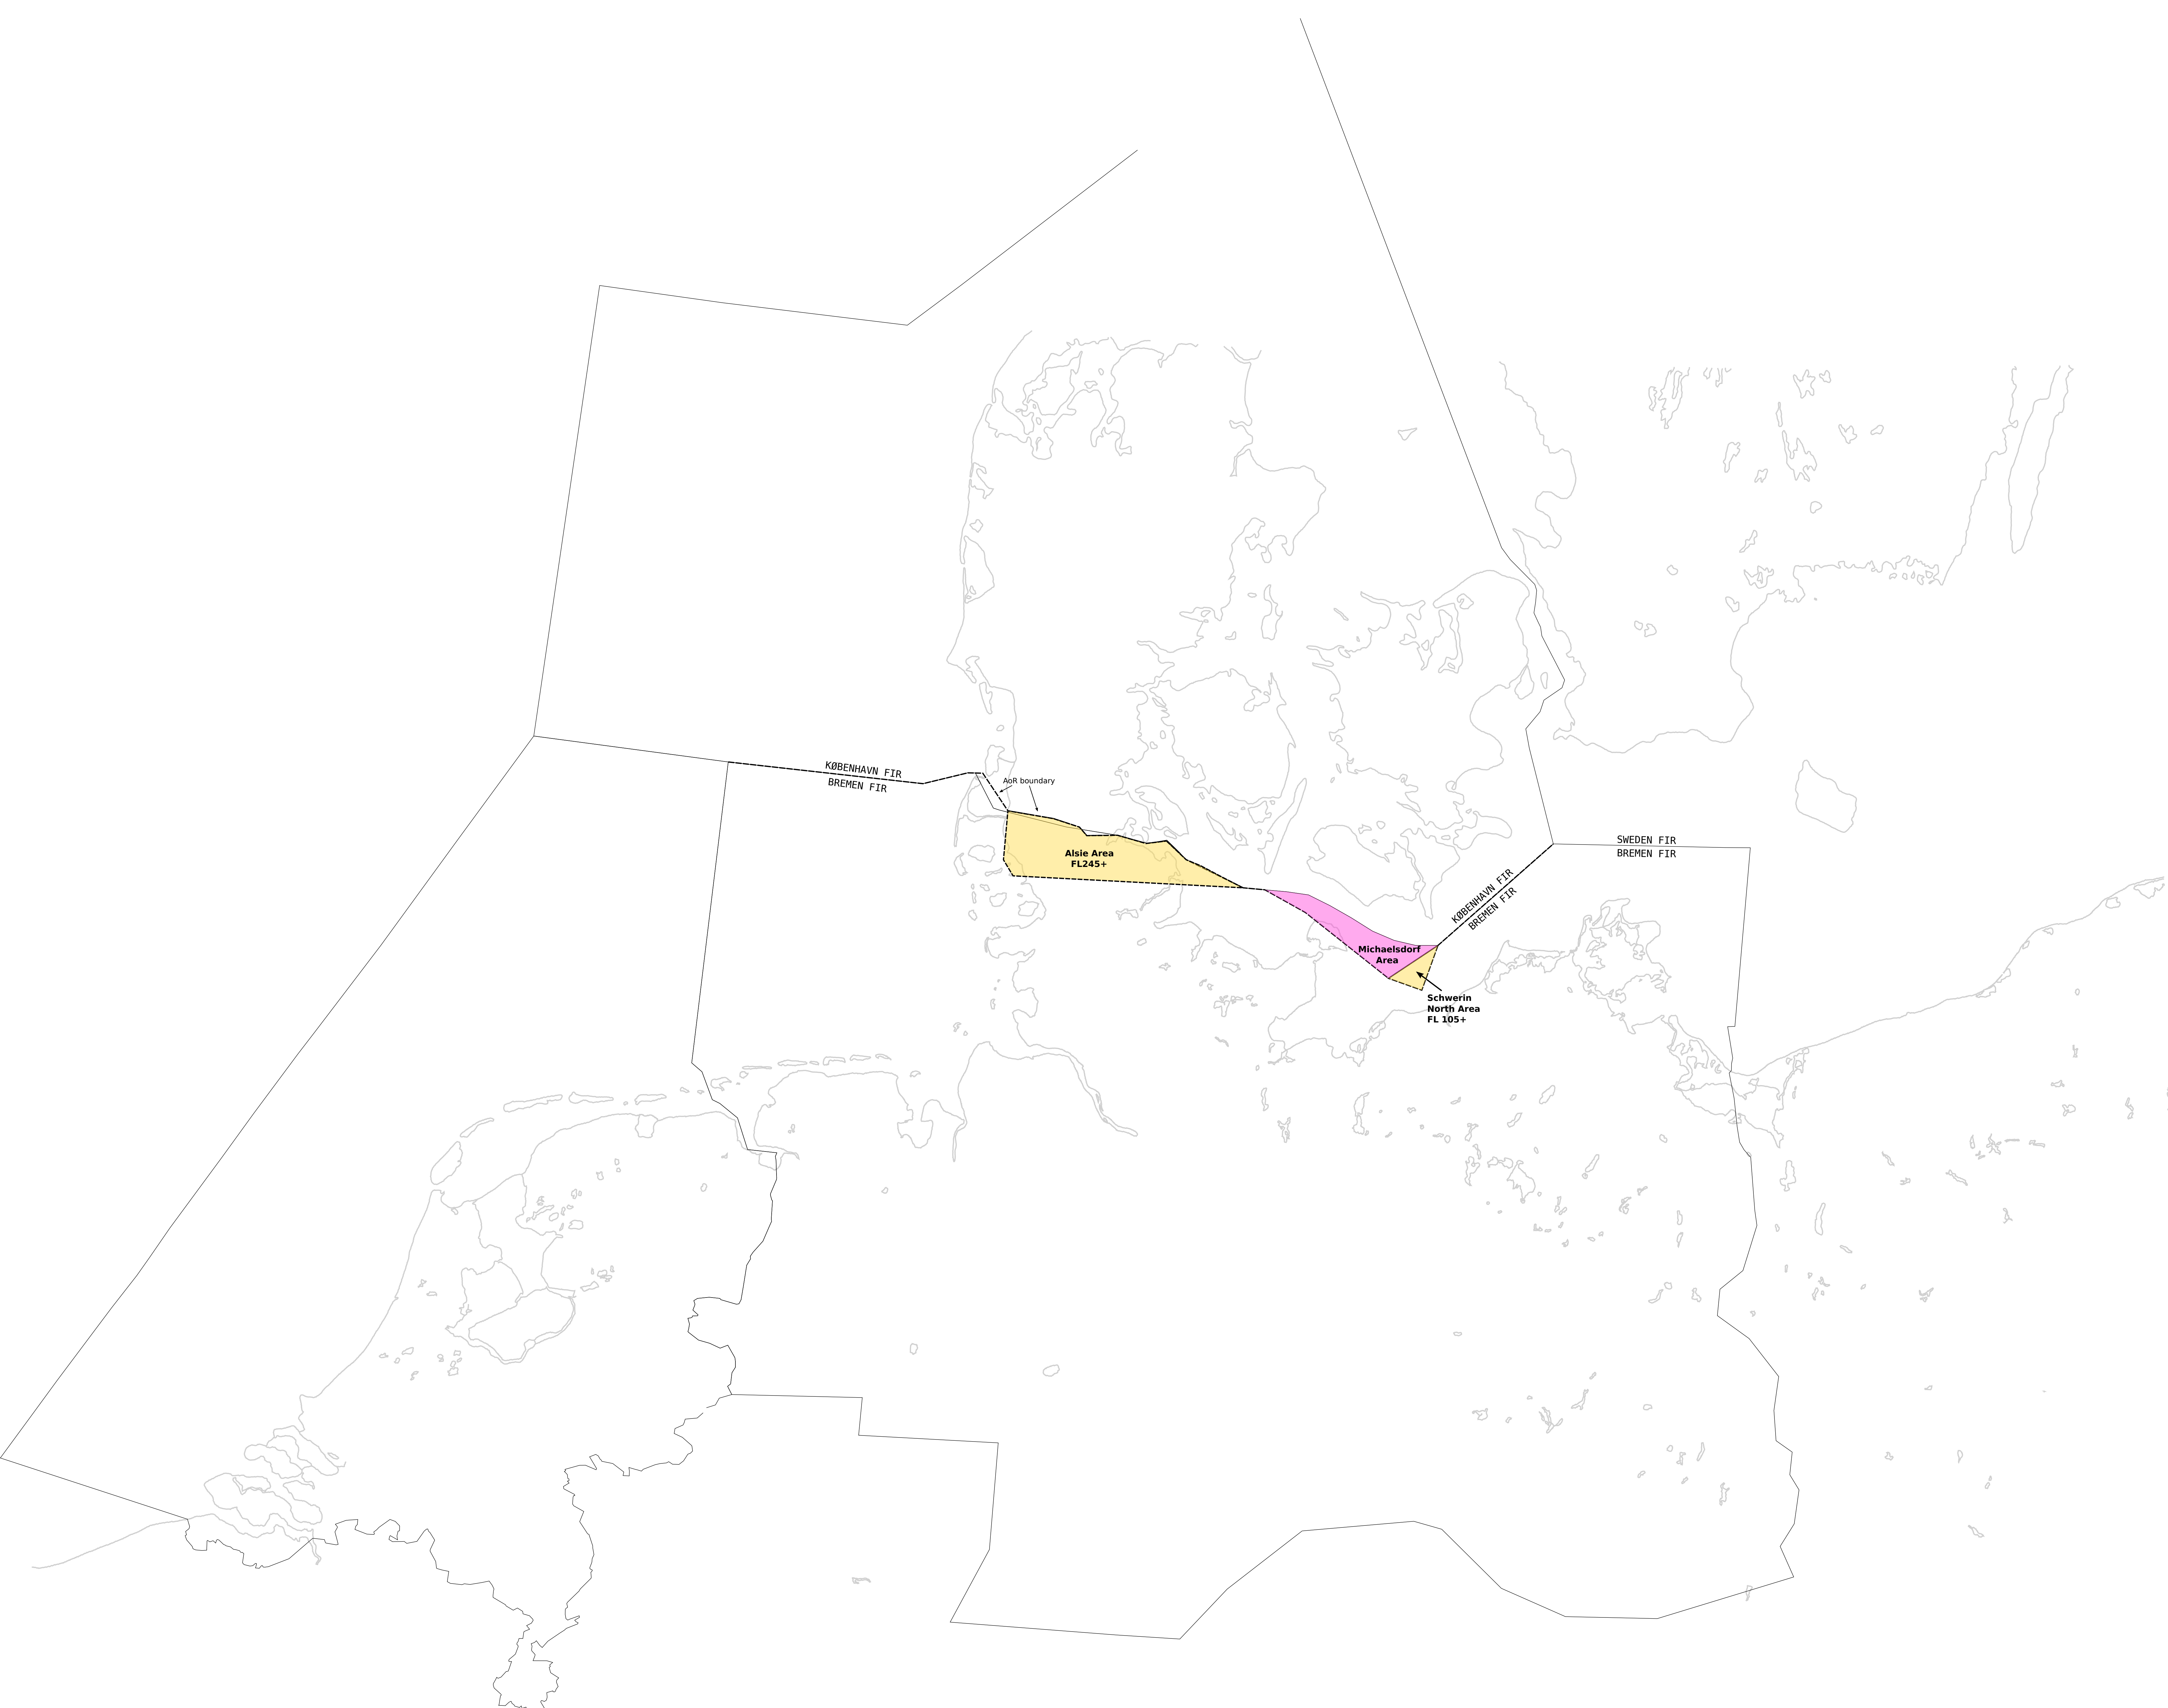 KØBENHAVN FIR
BREMEN FIR
AoR boundary
Alsie Area
FL245+
SWEDEN FIR
BREMEN FIR
KØBENHAVN FIR
BREMEN FIR
Michaelsdorf
Area
Schwerin
North Area
FL 105+